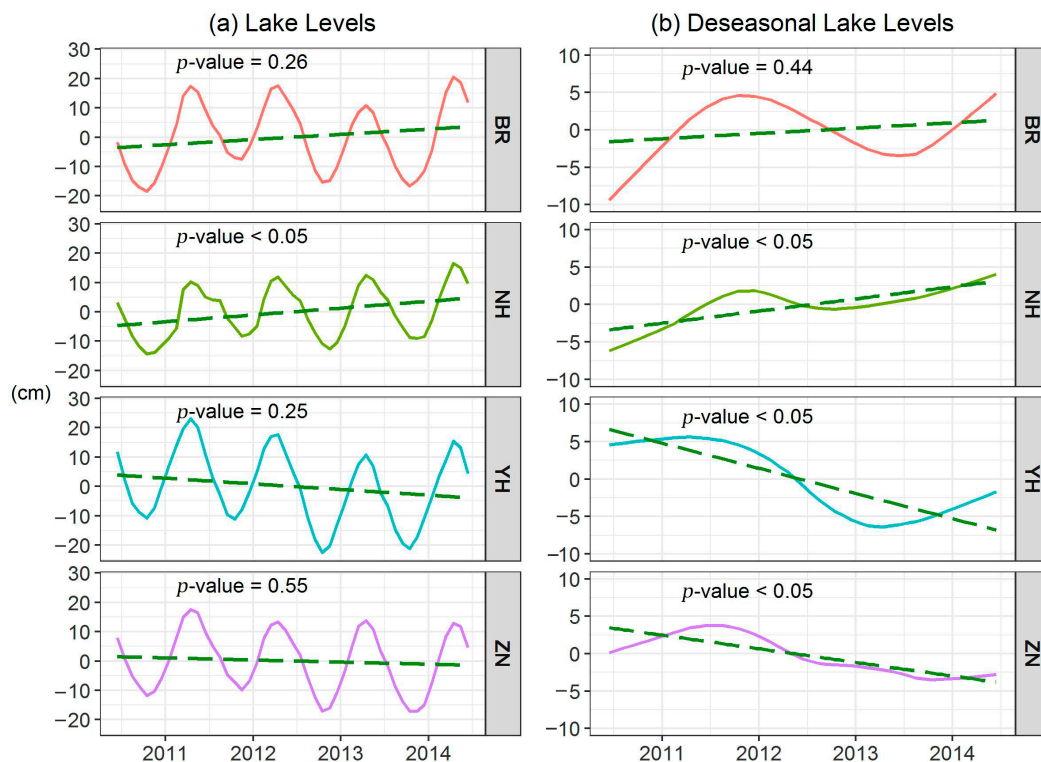 (a) Lake Levels
(b) Deseasonal Lake Levels
30
20
10
0
−10
−20
p-value = 0.26
BR
10
5
0
−5
−10
p-value = 0.44
BR
30
20
10
0
−10
−20
p-value < 0.05
NH
10
5
0
−5
−10
p-value < 0.05
NH
(cm)
30
20
10
0
−10
−20
p-value = 0.25
YH
10
5
0
−5
−10
p-value < 0.05
YH
30
20
10
0
−10
−20
p-value = 0.55
ZN
10
5
0
−5
−10
p-value < 0.05
ZN
2011 2012 2013 2014
2011 2012 2013 2014